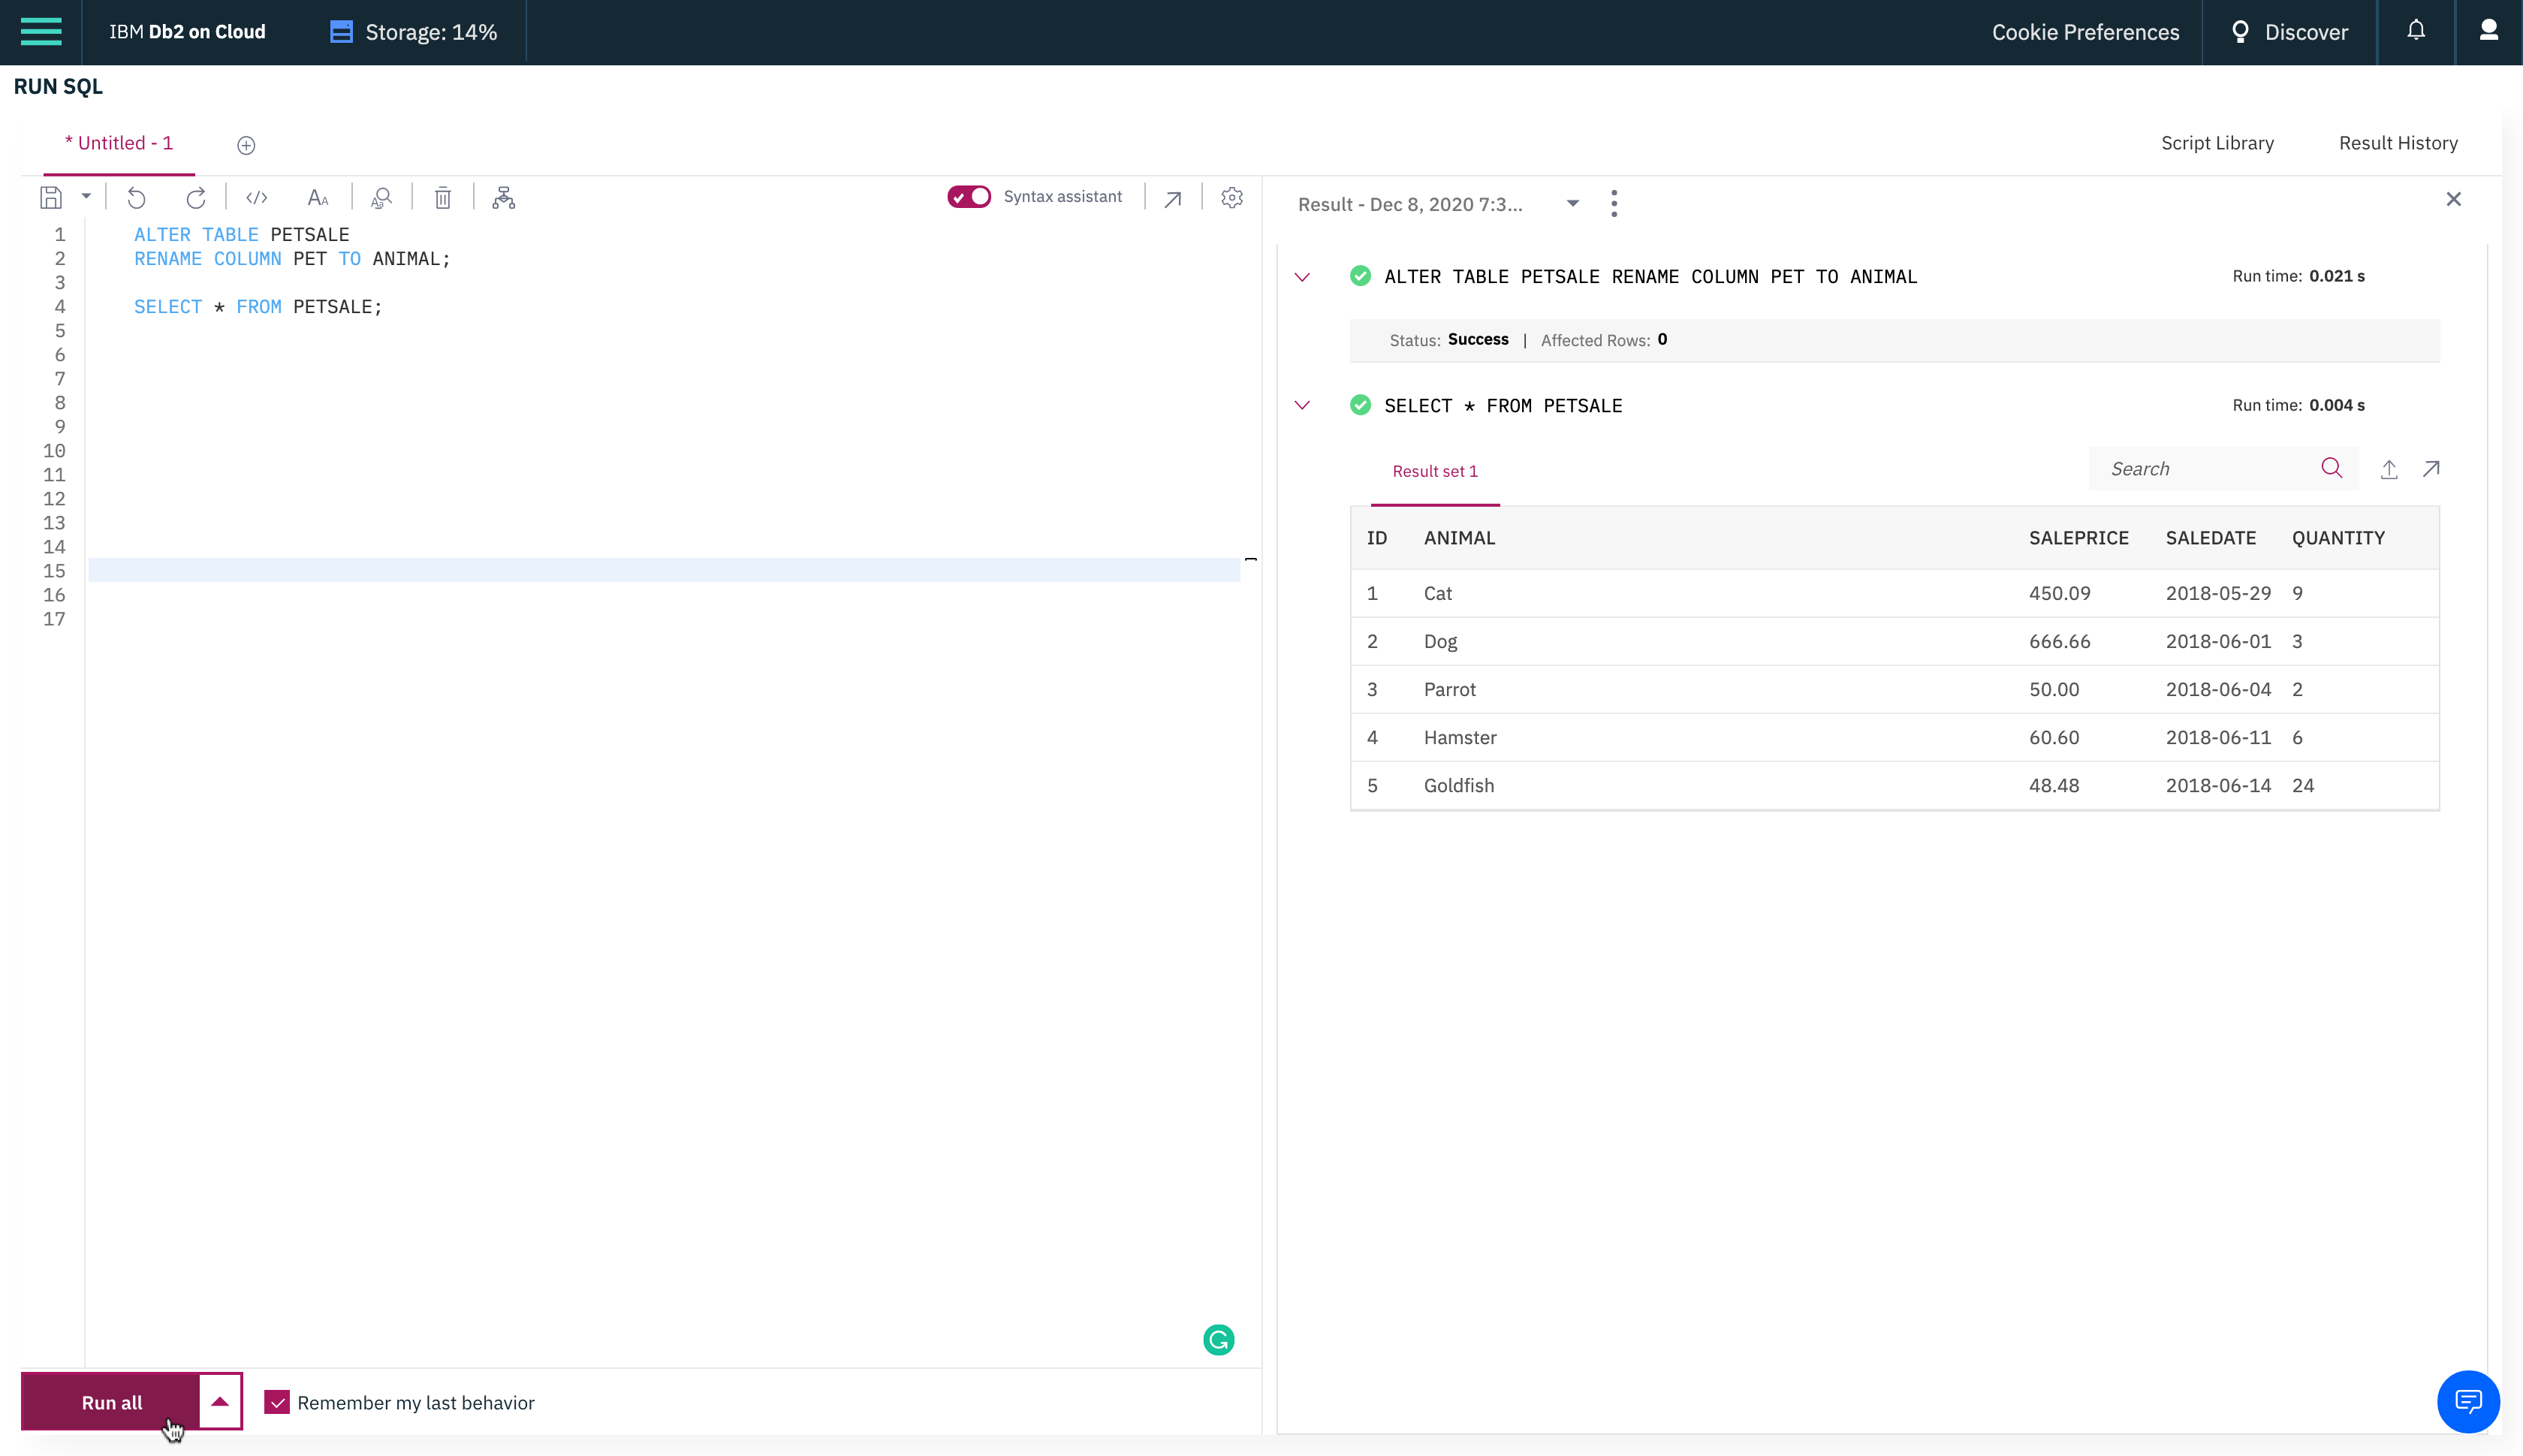 IBM Db2 on Cloud
Storage: 14%
Cookie Preferences
Discover
RUN SQL
* Untitled - 1
Script Library
Result History
Syntax assistant
Result - Dec 8, 2020 7:3...
1 ALTER TABLE PETSALE
2 RENAME COLUMN PET TO ANIMAL;
3
4 SELECT * FROM PETSALE;
5
6
7
8
9
10
11
12
13
14
15
16
17
ALTER TABLE PETSALE RENAME COLUMN PET TO ANIMAL Run time: 0.021 s
Status: Success | Affected Rows: 0
SELECT * FROM PETSALE Run time: 0.004 s
Result set 1
Search
ID ANIMAL SALEPRICE SALEDATE QUANTITY
1 Cat 450.09 2018-05-29 9
2 Dog 666.66 2018-06-01 3
3 Parrot 50.00 2018-06-04 2
4 Hamster 60.60 2018-06-11 6
5 Goldfish 48.48 2018-06-14 24
Run all
Remember my last behavior